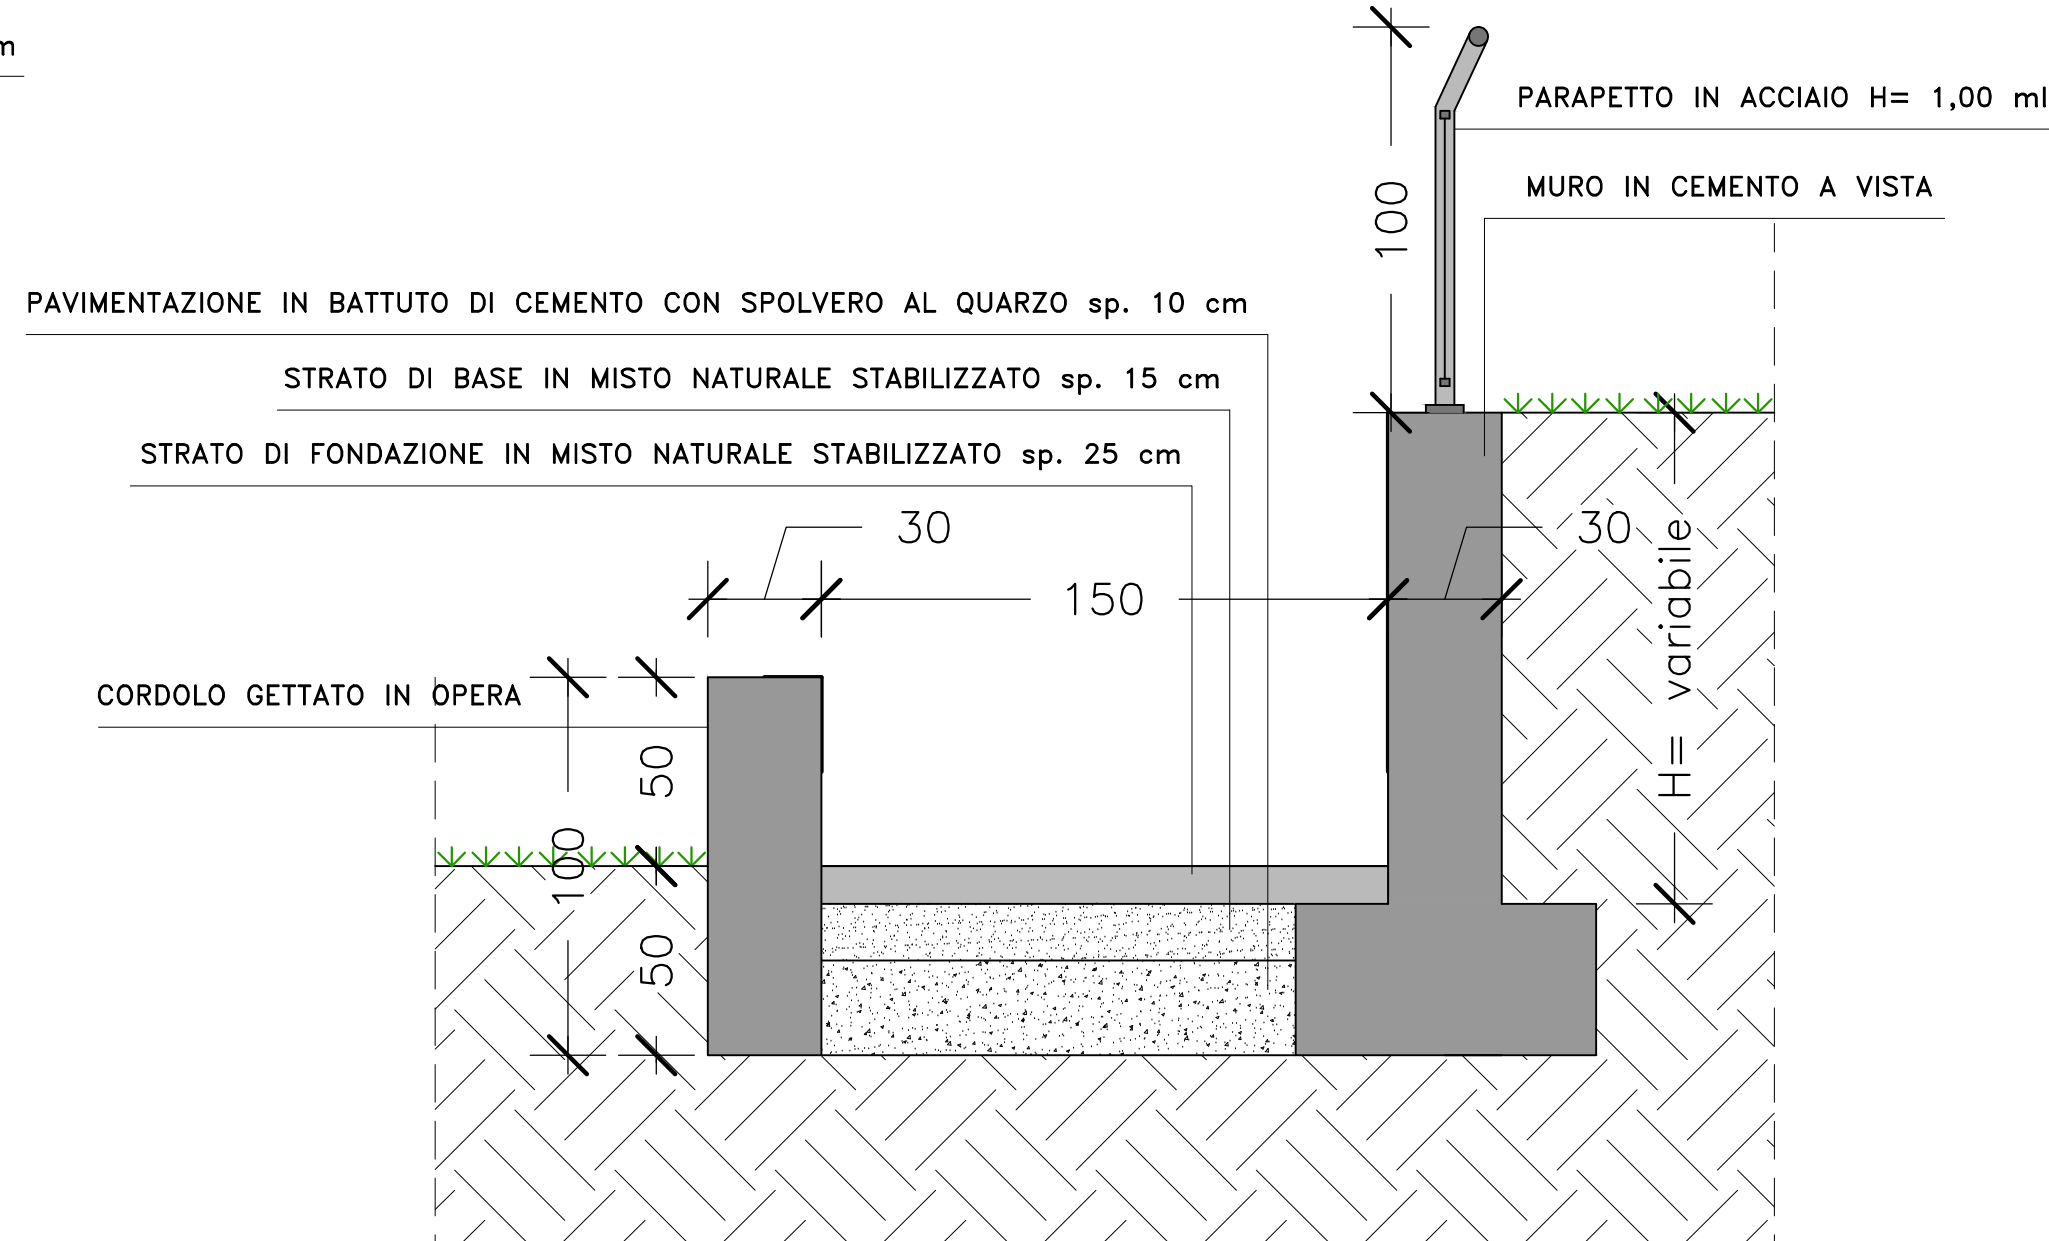 m
PARAPETTO IN ACCIAIO H= 1,00 ml
MURO IN CEMENTO A VISTA
100
PAVIMENTAZIONE IN BATTUTO DI CEMENTO CON SPOLVERO AL QUARZO sp. 10 cm
STRATO DI BASE IN MISTO NATURALE STABILIZZATO sp. 15 cm
STRATO DI FONDAZIONE IN MISTO NATURALE STABILIZZATO sp. 25 cm
30
30
150
H= variabile
CORDOLO GETTATO IN OPERA
50
100
50